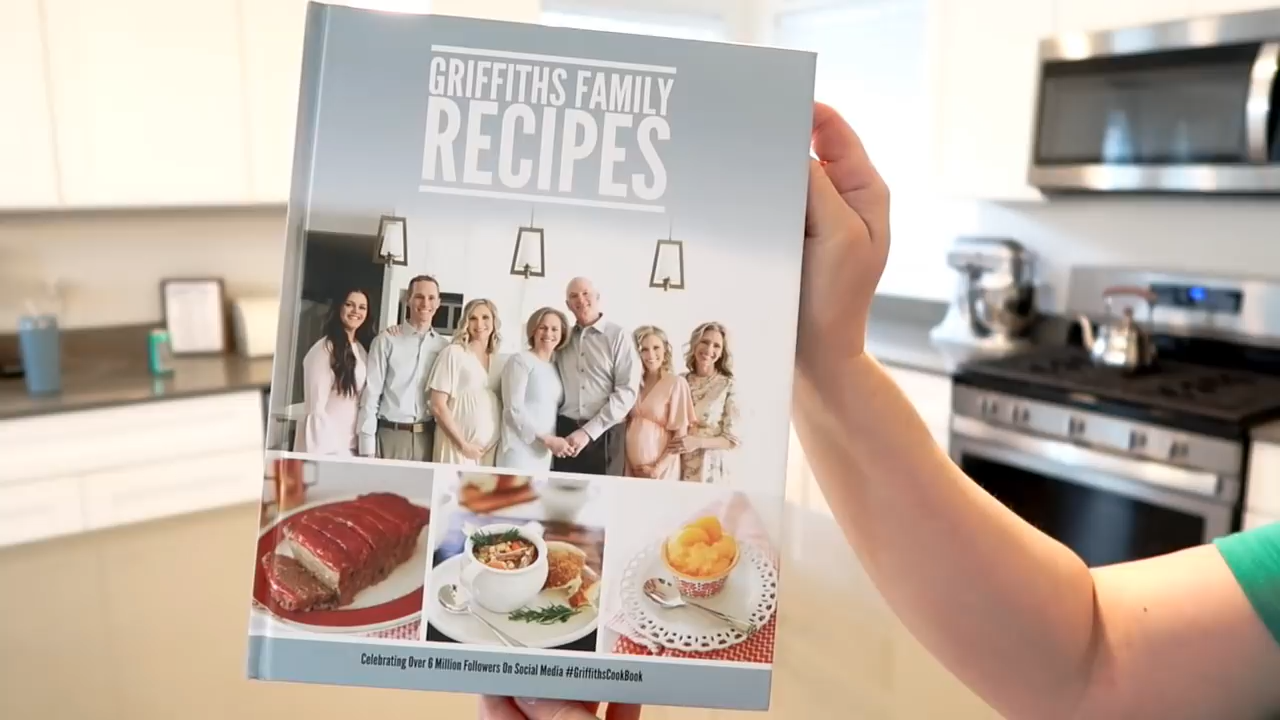 GRIFFITHS FAMILY
RECIPES
Celebrating Over 6 Million Followers On Social Media #GriffithsCookBook